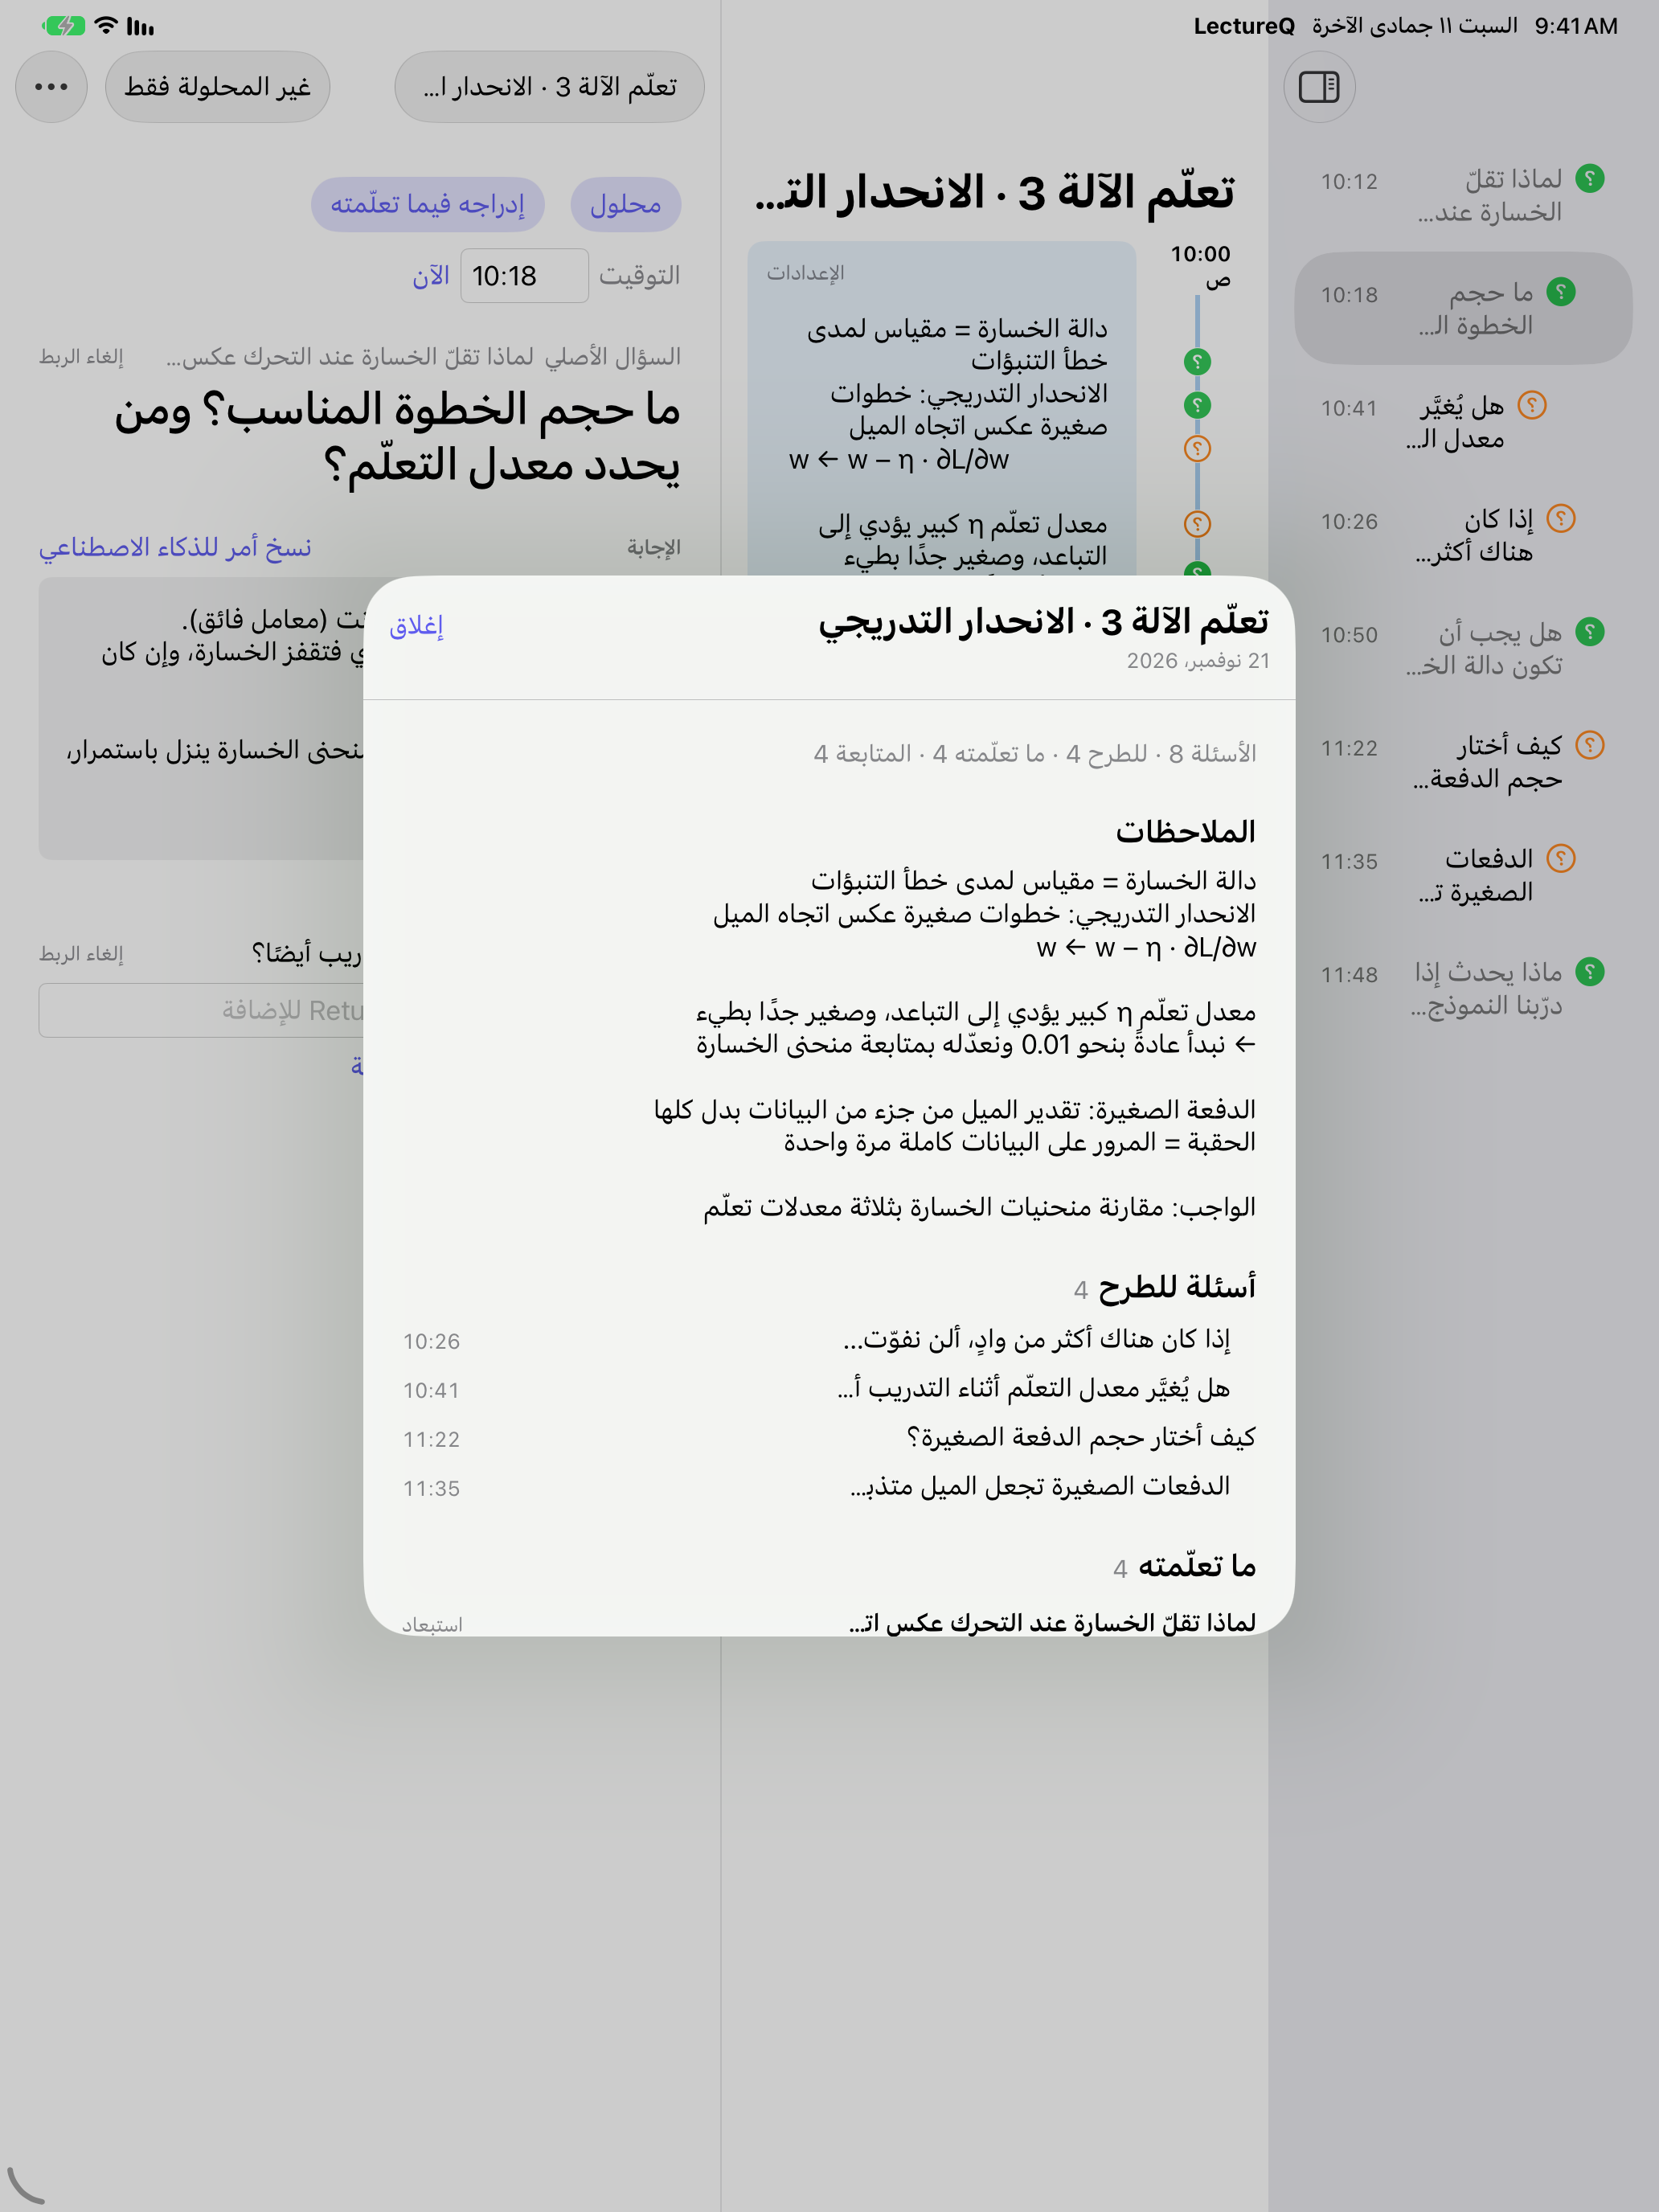 9:41 AM السبت ١١ جمادى الآخرة LectureQ
لماذا تقلّ
الخسارة عند...
10:12
ما حجم
الخطوة الـ...
10:18
هل يُغيَّر
معدل الـ...
10:41
إذا كان
هناك أكثر...
10:26
هل يجب أن
تكون دالة الخـ...
10:50
كيف أختار
حجم الدفعة...
11:22
الدفعات
الصغيرة تـ...
11:35
ماذا يحدث إذا
درّبنا النموذج...
11:48
تعلّم الآلة 3 · الانحدار التـ...
10:00
ص
الإعدادات
دالة الخسارة = مقياس لمدى
خطأ التنبؤات
الانحدار التدريجي: خطوات
صغيرة عكس اتجاه الميل
w ← w − η · ∂L/∂w
معدل تعلّم η كبير يؤدي إلى
التباعد، وصغير جدًا بطيء
تعلّم الآلة 3 · الانحدار ا...
غير المحلولة فقط
محلول
إدراجه فيما تعلّمته
التوقيت 10:18 الآن
السؤال الأصلي لماذا تقلّ الخسارة عند التحرك عكس...
إلغاء الربط
ما حجم الخطوة المناسب؟ ومن
يحدد معدل التعلّم؟
الإجابة
نسخ أمر للذكاء الاصطناعي
(معامل فائق).
فتقفز الخسارة، وإن كان
الخسارة ينزل باستمرار،
أيضًا؟
إلغاء الربط
للإضافة
تعلّم الآلة 3 · الانحدار التدريجي
إغلاق
21 نوفمبر، 2026
الأسئلة 8 · للطرح 4 · ما تعلّمته 4 · المتابعة 4
الملاحظات
دالة الخسارة = مقياس لمدى خطأ التنبؤات
الانحدار التدريجي: خطوات صغيرة عكس اتجاه الميل
w ← w − η · ∂L/∂w
معدل تعلّم η كبير يؤدي إلى التباعد، وصغير جدًا بطيء
← نبدأ عادةً بنحو 0.01 ونعدّله بمتابعة منحنى الخسارة
الدفعة الصغيرة: تقدير الميل من جزء من البيانات بدل كلها
الحقبة = المرور على البيانات كاملة مرة واحدة
الواجب: مقارنة منحنيات الخسارة بثلاثة معدلات تعلّم
أسئلة للطرح 4
إذا كان هناك أكثر من وادٍ، ألن نفوّت...
10:26
هل يُغيَّر معدل التعلّم أثناء التدريب أ...
10:41
كيف أختار حجم الدفعة الصغيرة؟
11:22
الدفعات الصغيرة تجعل الميل متذبـ...
11:35
ما تعلّمته 4
لماذا تقلّ الخسارة عند التحرك عكس اتـ...
استبعاد